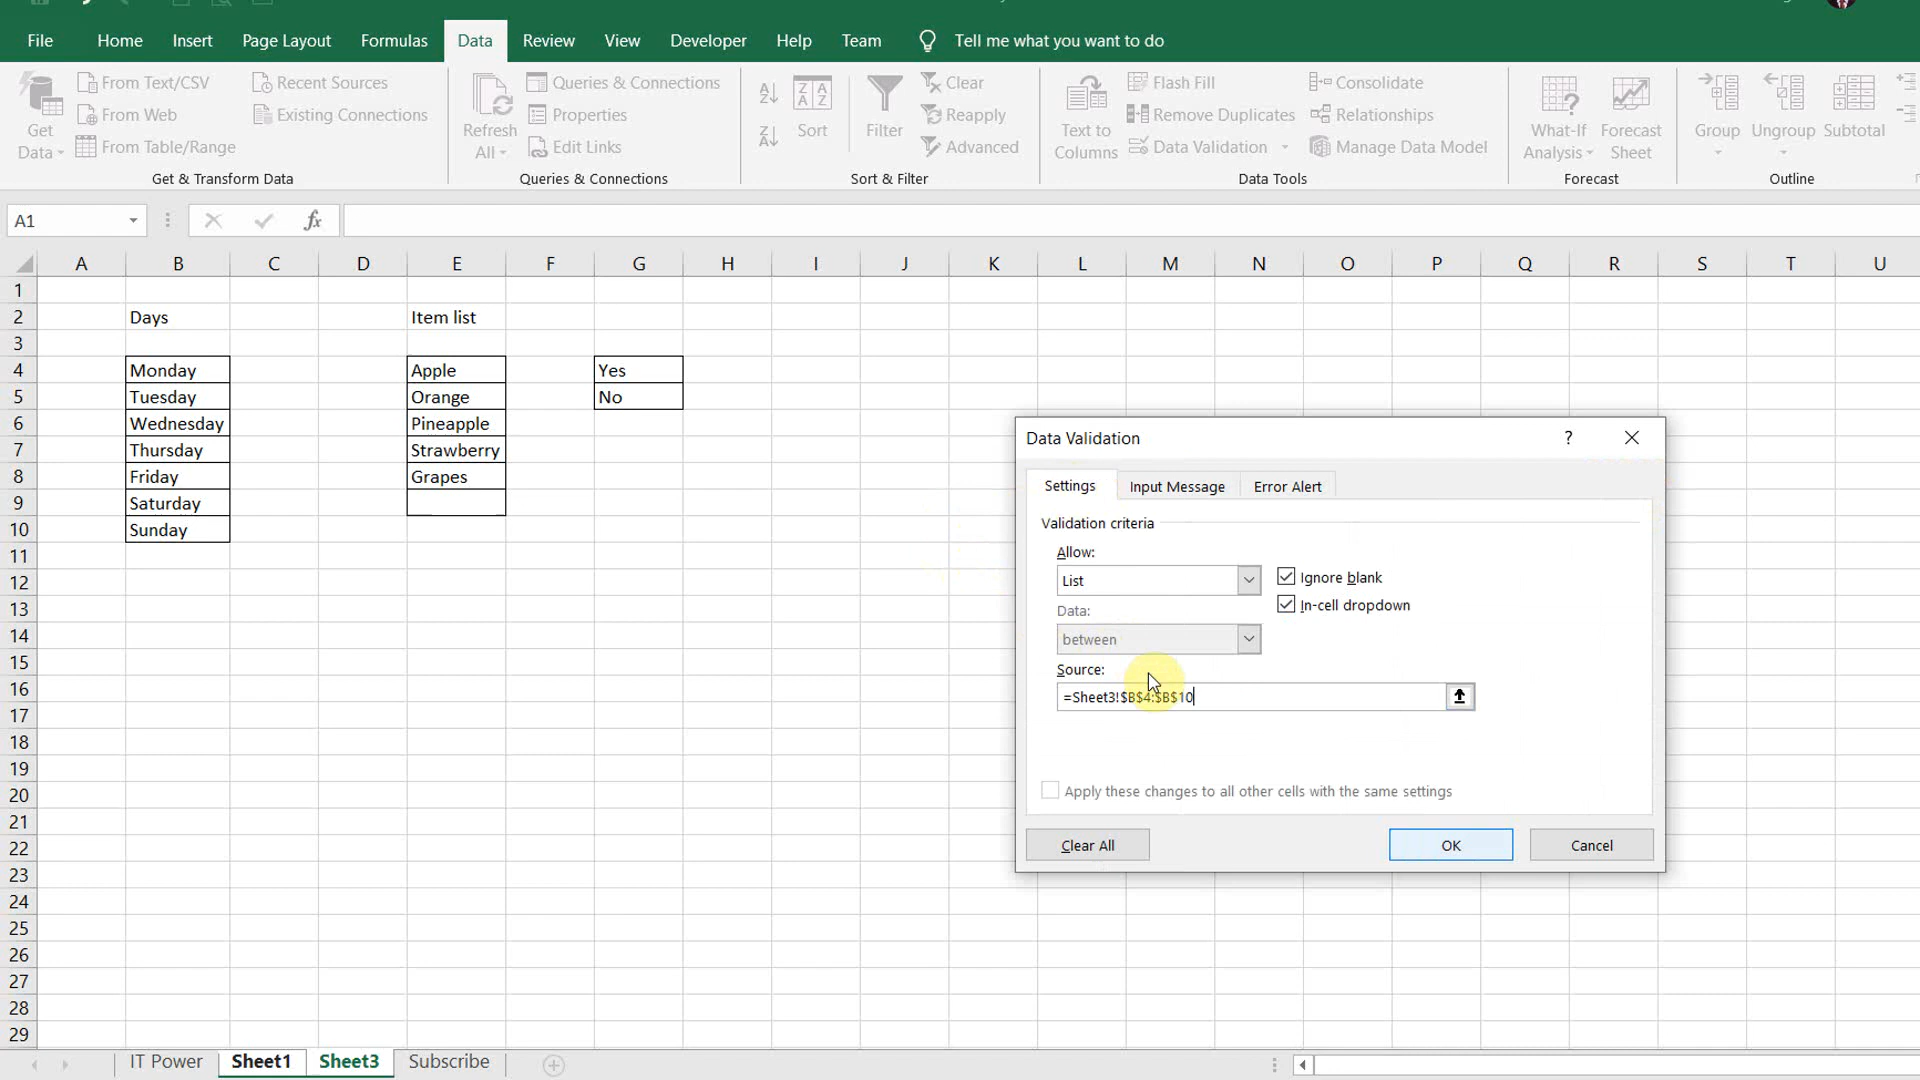 File Home Insert Page Layout Formulas Data Review View Developer Help Team Tell me what you want to do
Get Data
From Text/CSV
From Web
From Table/Range
Recent Sources
Existing Connections
Get & Transform Data
Refresh All
Queries & Connections
Properties
Edit Links
Queries & Connections
Sort
Filter
Clear
Reapply
Advanced
Sort & Filter
Text to Columns
Flash Fill
Remove Duplicates
Data Validation
Consolidate
Relationships
Manage Data Model
Data Tools
What-If Analysis
Forecast Sheet
Forecast
Group
Ungroup
Subtotal
Outline
A1 fx
A B C D E F G H I J K L M N O P Q R S T U
1
2 Days Item list
3
4 Monday Apple Yes
5 Tuesday Orange No
6 Wednesday Pineapple
7 Thursday Strawberry
8 Friday Grapes
9 Saturday
10 Sunday
11
12
13
14
15
16
17
18
19
20
21
22
23
24
25
26
27
28
29
Data Validation ?
Settings Input Message Error Alert
Validation criteria
Allow:
List
Ignore blank
Data:
In-cell dropdown
between
Source:
=Sheet3!$B$4:$B$10
Apply these changes to all other cells with the same settings
Clear All OK Cancel
IT Power Sheet1 Sheet3 Subscribe